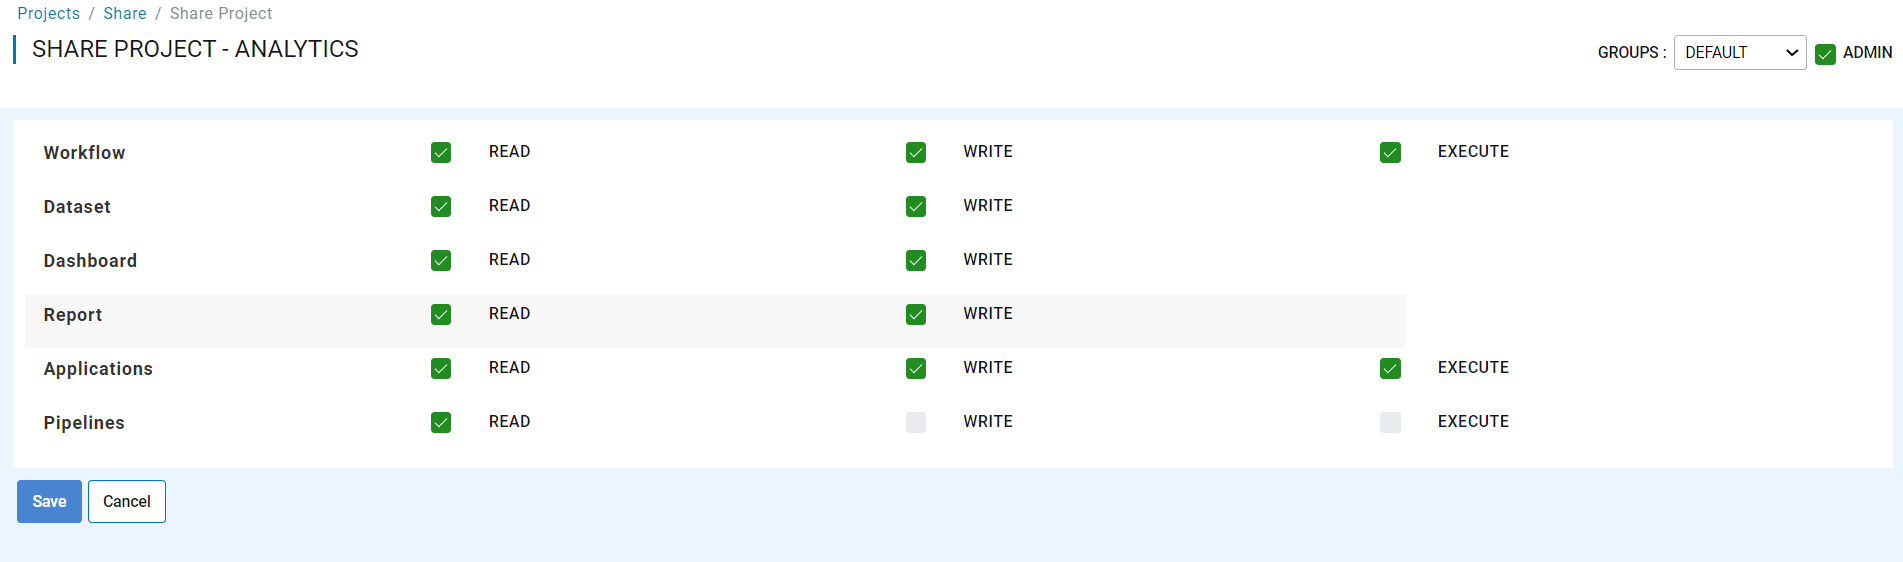 Projects / Share / Share Project
SHARE PROJECT - ANALYTICS
GROUPS : DEFAULT ADMIN
Workflow READ WRITE EXECUTE
Dataset READ WRITE
Dashboard READ WRITE
Report READ WRITE
Applications READ WRITE EXECUTE
Pipelines READ WRITE EXECUTE
Save Cancel